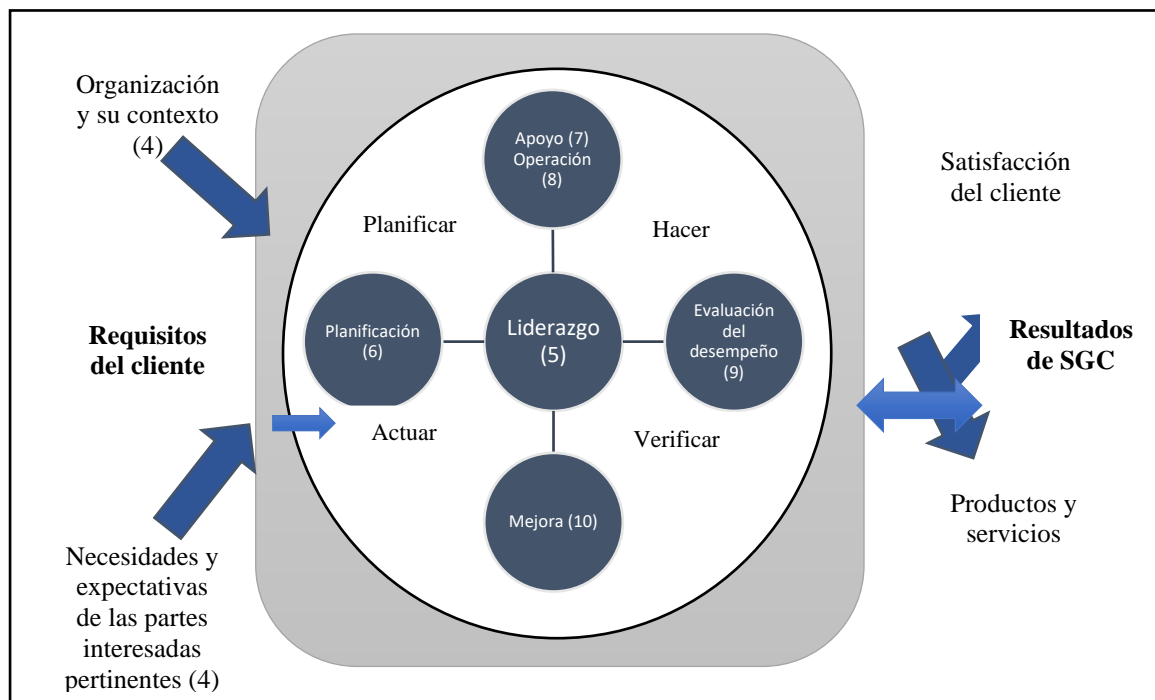 Organización
y su contexto
(4)
Requisitos
del cliente
Necesidades y
expectativas
de las partes
interesadas
pertinentes (4)
Apoyo (7)
Operación
(8)
Planificar
Hacer
Planificación
(6)
Liderazgo
(5)
Evaluación
del
desempeño
(9)
Actuar
Verificar
Mejora (10)
Satisfacción
del cliente
Resultados
de SGC
Productos y
servicios